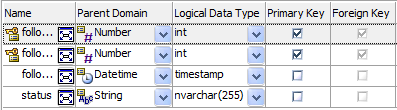 Name Parent Domain Logical Data Type Primary Key Foreign Key
follo... Number int
follo... Number int
follo... Datetime timestamp
status String nvarchar(255)